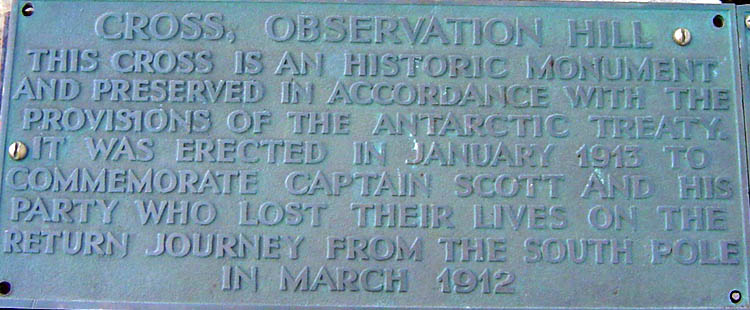 CROSS, OBSERVATION HILL
THIS CROSS IS AN HISTORIC MONUMENT
AND PRESERVED IN ACCORDANCE WITH THE
PROVISIONS OF THE ANTARCTIC TREATY.
IT WAS ERECTED IN JANUARY 1913 TO
COMMEMORATE CAPTAIN SCOTT AND HIS
PARTY WHO LOST THEIR LIVES ON THE
RETURN JOURNEY FROM THE SOUTH POLE
IN MARCH 1912